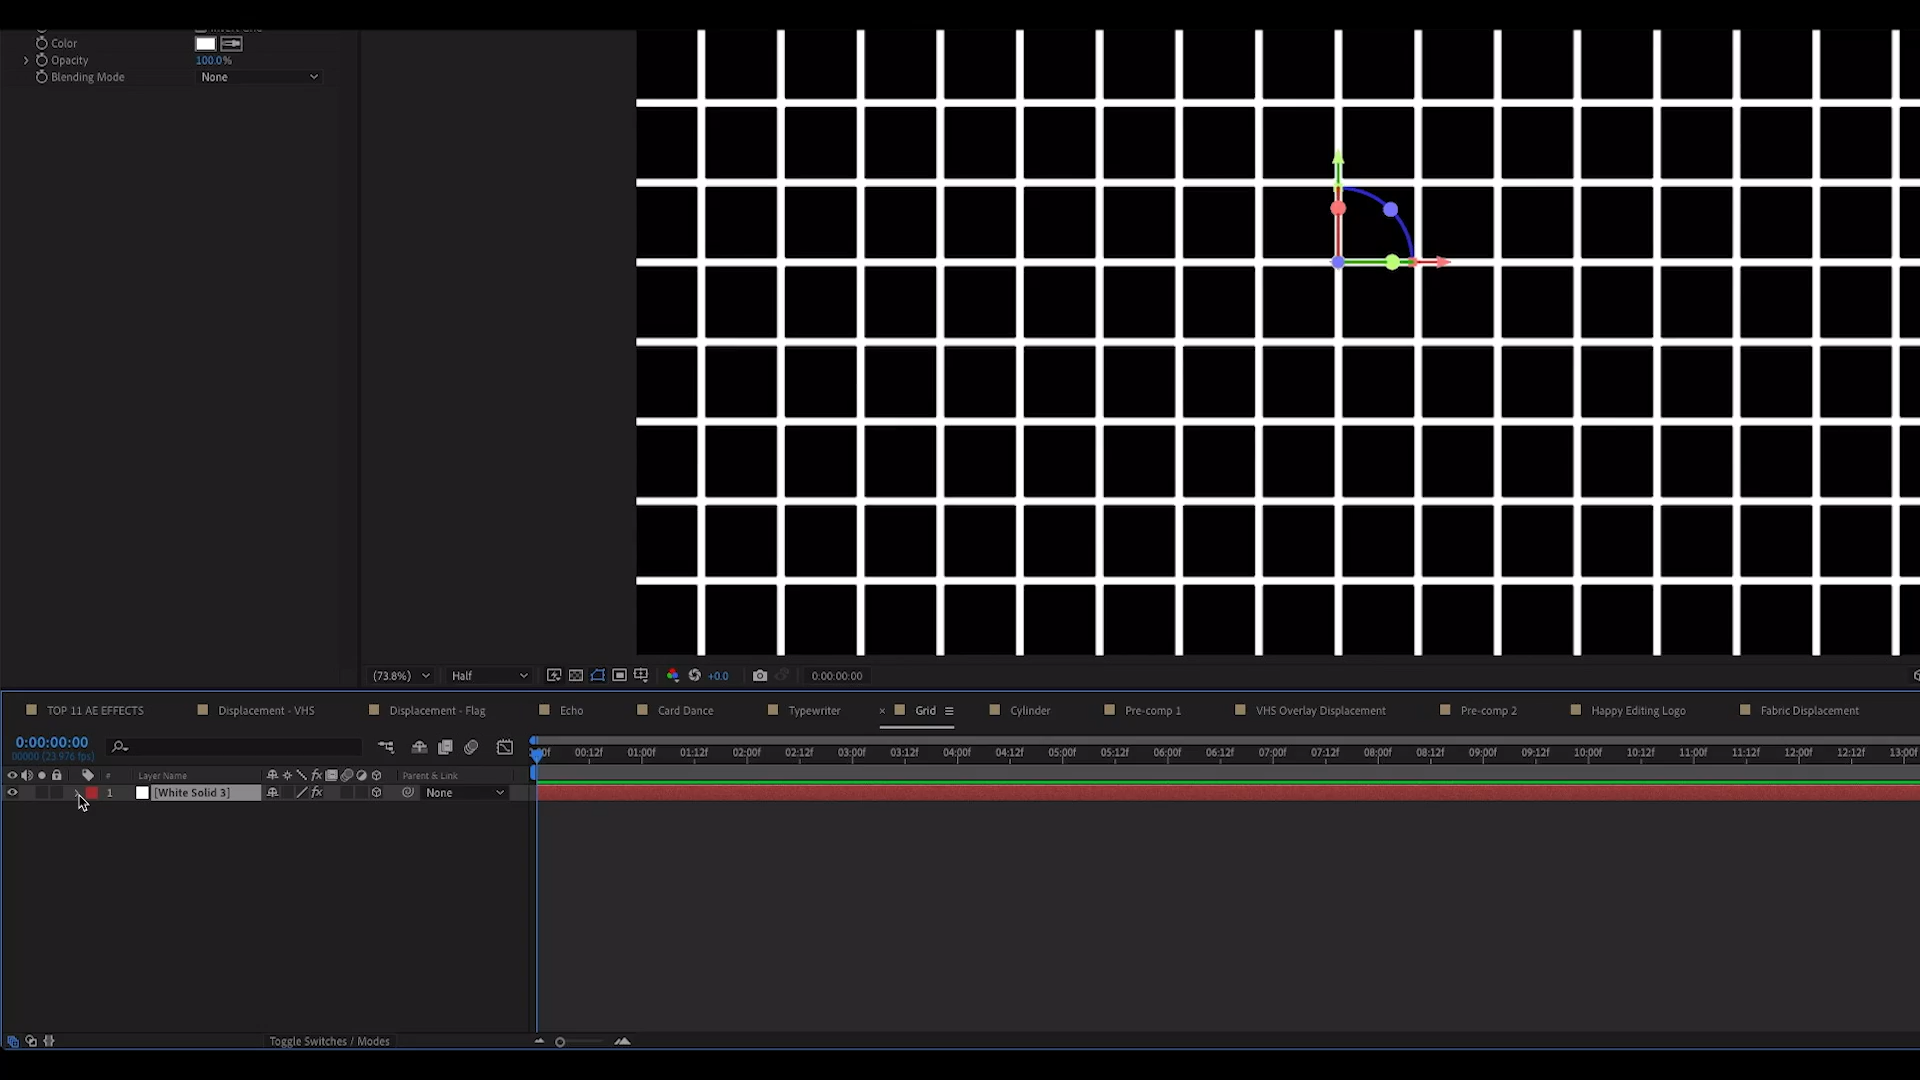 Color
Opacity 100.0%
Blending Mode None
(73.8%) Half +0.0 0:00:00:00
TOP 11 AE EFFECTS Displacement - VHS Displacement - Flag Echo Card Dance Typewriter × Grid Cylinder Pre-comp 1 VHS Overlay Displacement Pre-comp 2 Happy Editing Logo Fabric Displacement
0:00:00:00
00000 (23.976 fps)
00:12f 01:00f 01:12f 02:00f 02:12f 03:00f 03:12f 04:00f 04:12f 05:00f 05:12f 06:00f 06:12f 07:00f 07:12f 08:00f 08:12f 09:00f 09:12f 10:00f 10:12f 11:00f 11:12f 12:00f 12:12f 13:00f
# Layer Name fx Parent & Link
1 [White Solid 3] fx None
Toggle Switches / Modes